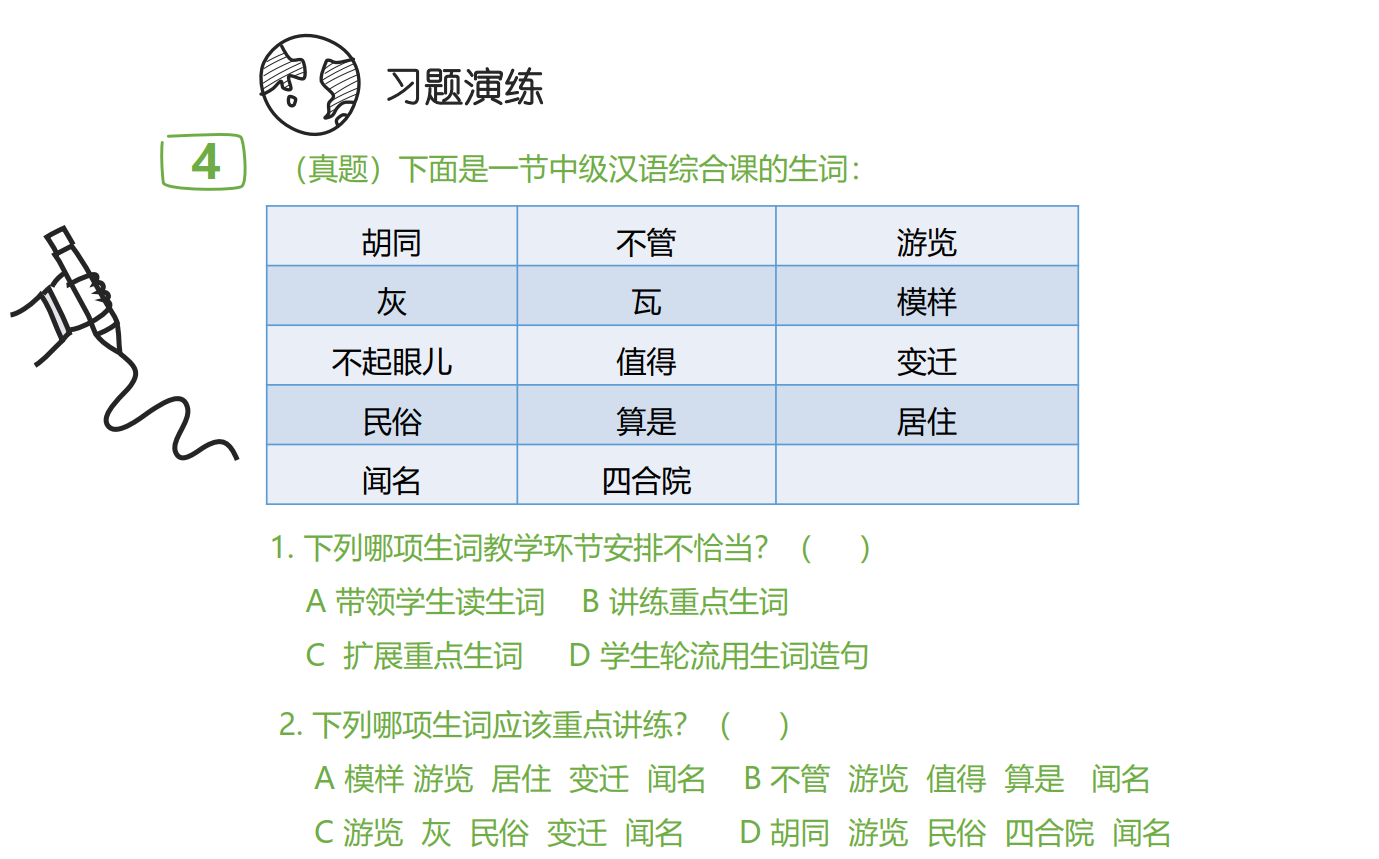 习题演练
4
（真题）下面是一节中级汉语综合课的生词：
胡同 不管 游览
灰 瓦 模样
不起眼儿 值得 变迁
民俗 算是 居住
闻名 四合院
1. 下列哪项生词教学环节安排不恰当？（ ）
A 带领学生读生词 B 讲练重点生词
C 扩展重点生词 D 学生轮流用生词造句
2. 下列哪项生词应该重点讲练？（ ）
A 模样 游览 居住 变迁 闻名 B 不管 游览 值得 算是 闻名
C 游览 灰 民俗 变迁 闻名 D 胡同 游览 民俗 四合院 闻名